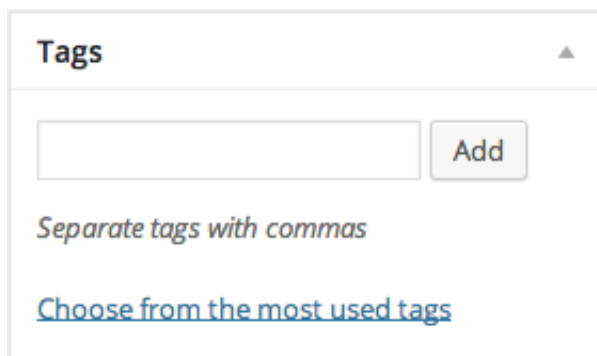 Tags
Add
Separate tags with commas
Choose from the most used tags